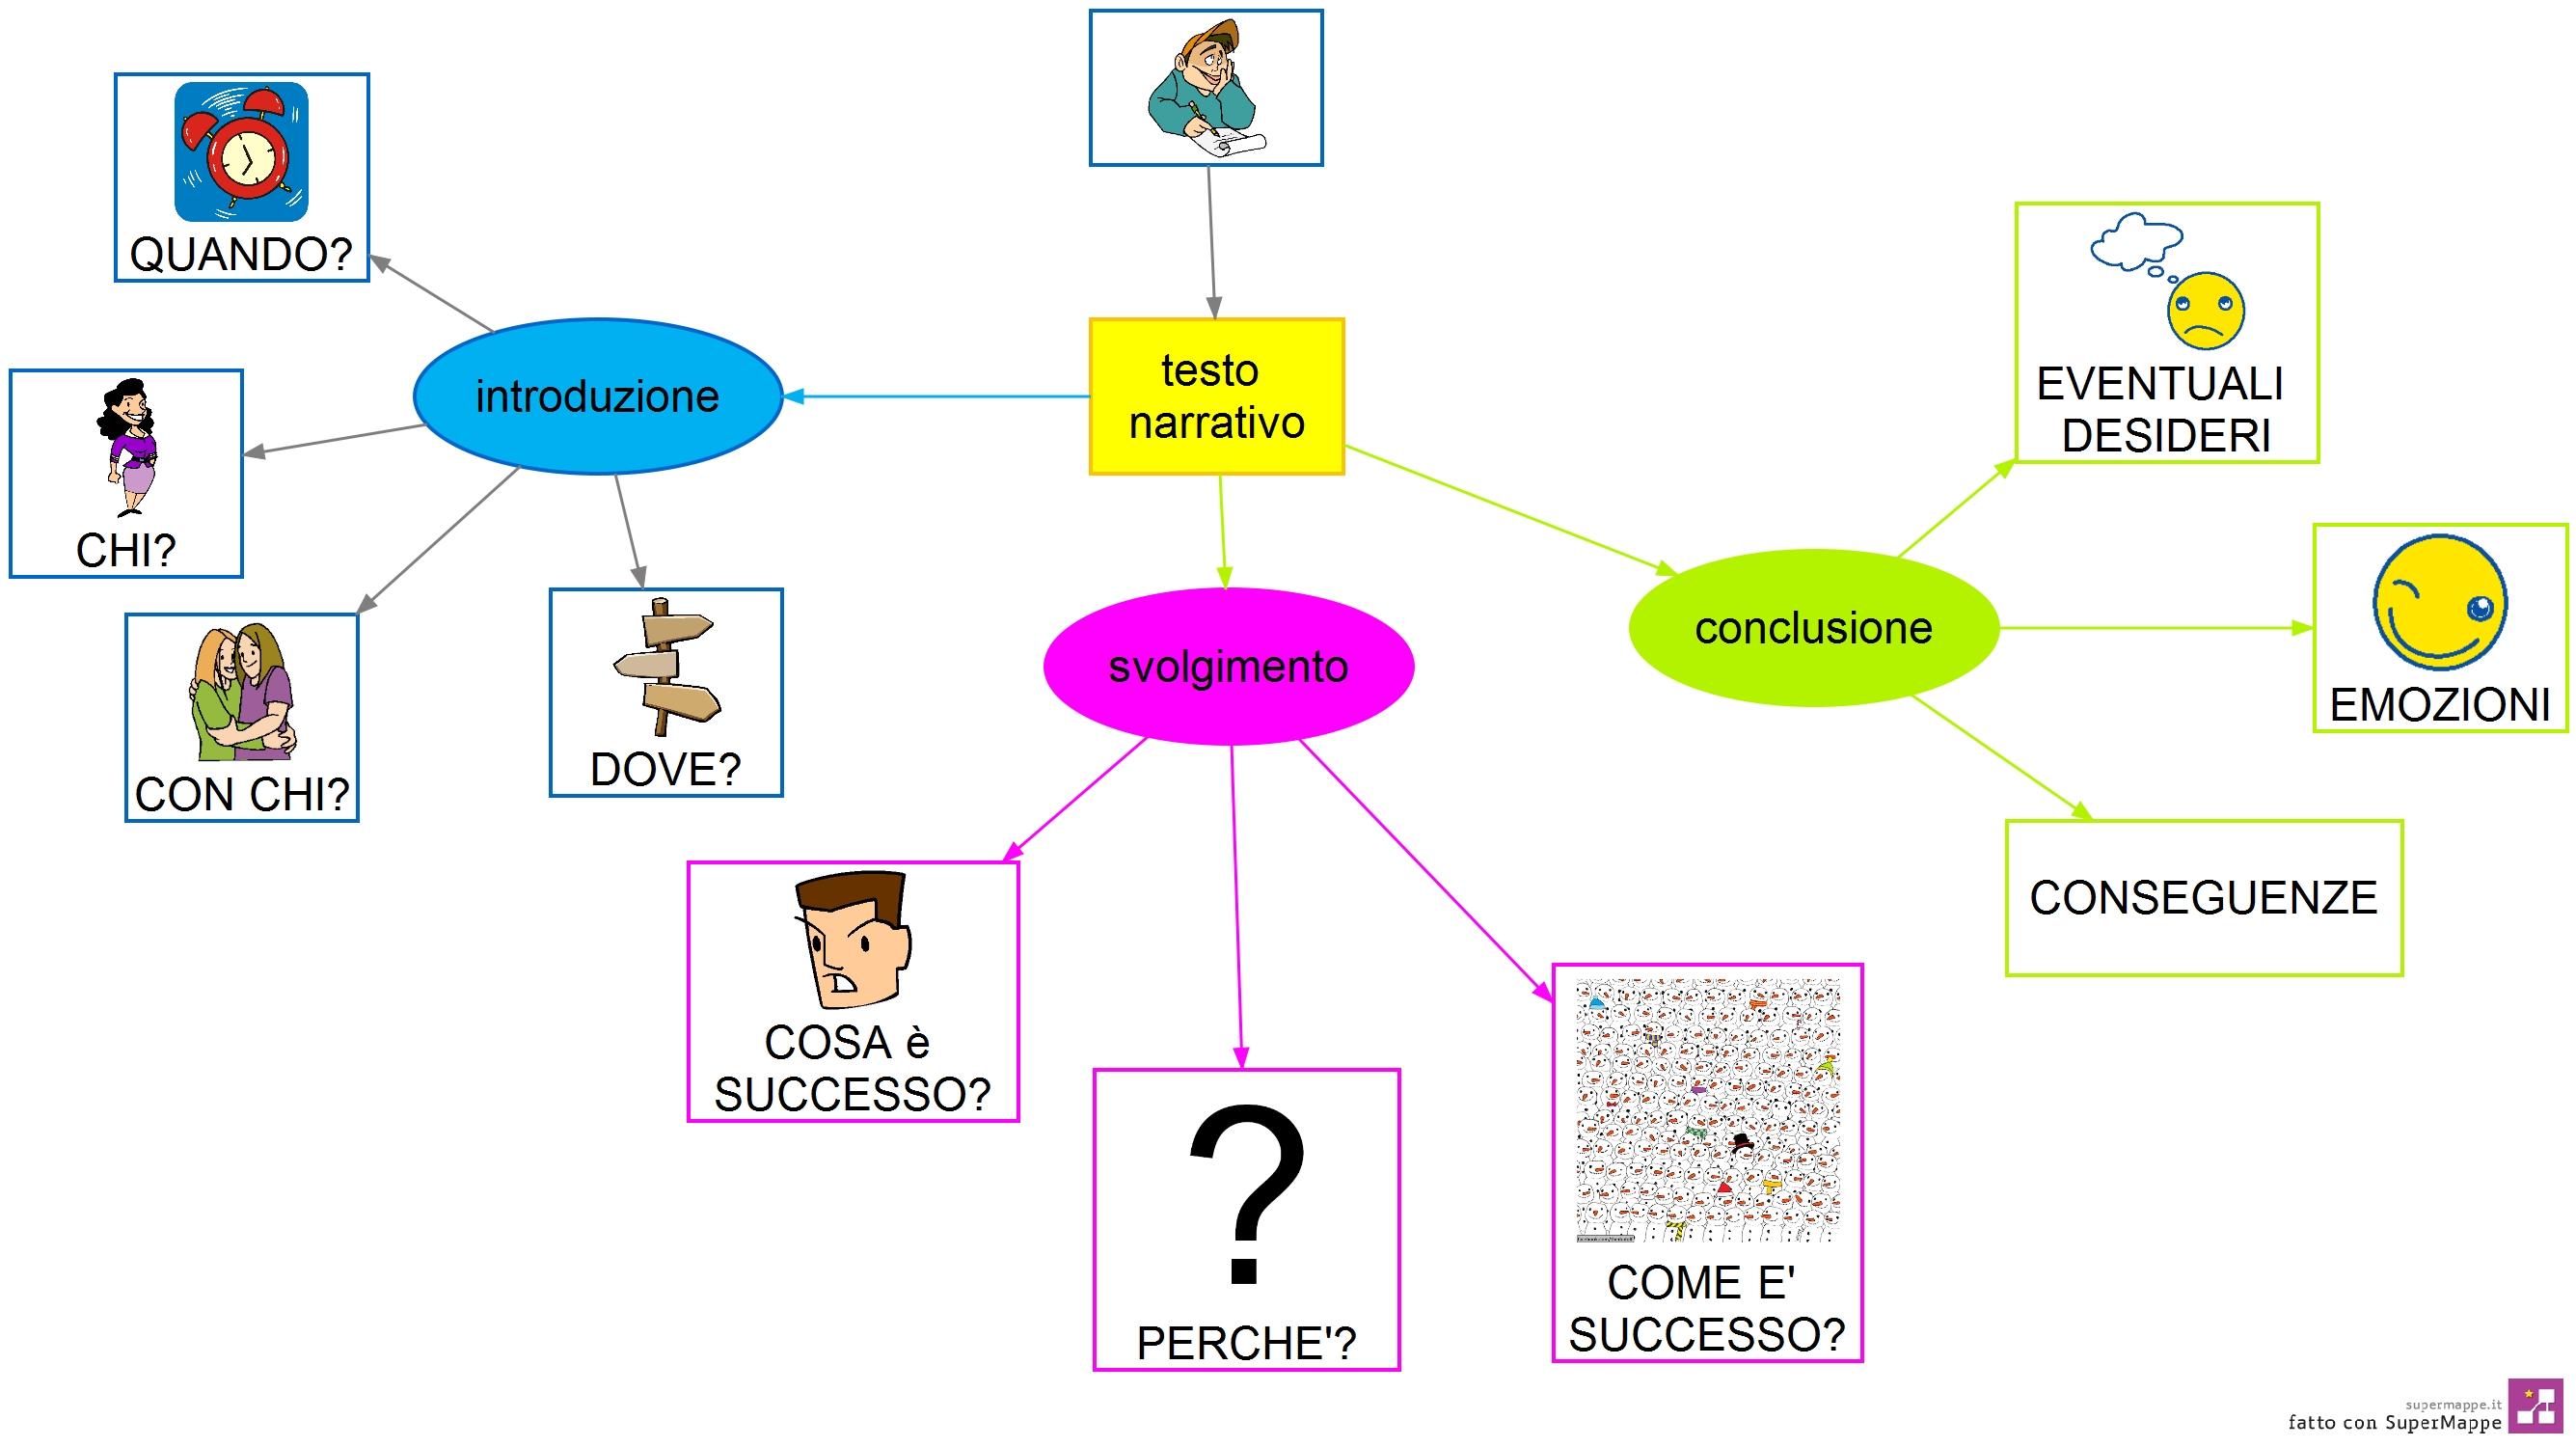 QUANDO?
CHI?
CON CHI?
DOVE?
introduzione
testo
narrativo
svolgimento
COSA è
SUCCESSO?
PERCHE'?
?
COME E'
SUCCESSO?
conclusione
EVENTUALI
DESIDERI
EMOZIONI
CONSEGUENZE
supermappe.it
fatto con SuperMappe